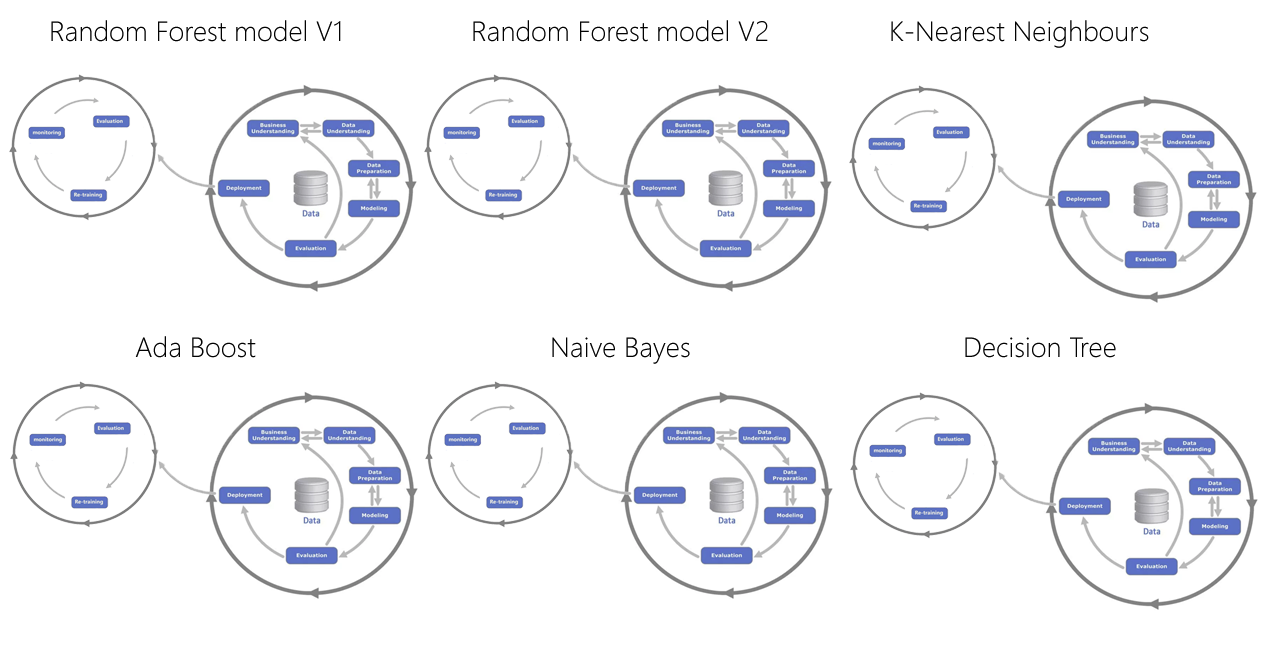 Random Forest model V1
monitoring
Evaluation
Re-training
Business
Understanding
Data
Understanding
Data
Preparation
Modeling
Evaluation
Deployment
Data
Random Forest model V2
monitoring
Evaluation
Re-training
Business
Understanding
Data
Understanding
Data
Preparation
Modeling
Evaluation
Deployment
Data
K-Nearest Neighbours
monitoring
Evaluation
Re-training
Business
Understanding
Data
Understanding
Data
Preparation
Modeling
Evaluation
Deployment
Data
Ada Boost
monitoring
Evaluation
Re-training
Business
Understanding
Data
Understanding
Data
Preparation
Modeling
Evaluation
Deployment
Data
Naive Bayes
monitoring
Evaluation
Re-training
Business
Understanding
Data
Understanding
Data
Preparation
Modeling
Evaluation
Deployment
Data
Decision Tree
monitoring
Evaluation
Re-training
Business
Understanding
Data
Understanding
Data
Preparation
Modeling
Evaluation
Deployment
Data